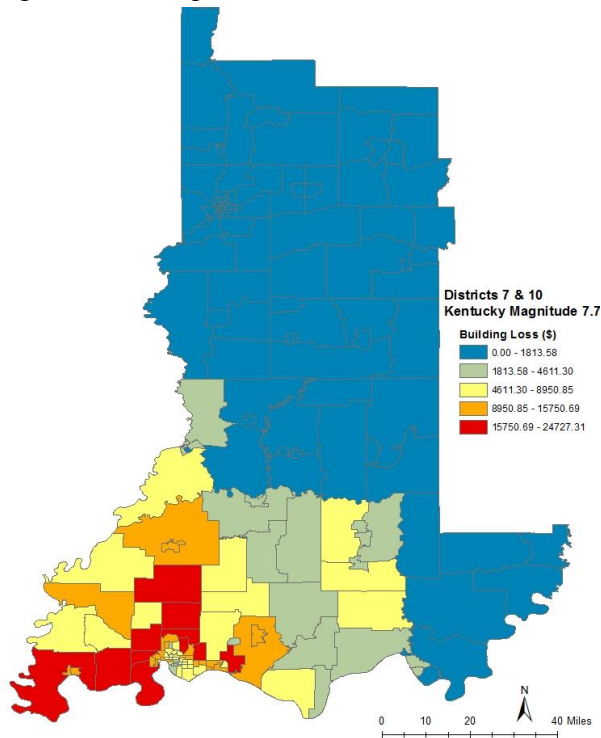 Districts 7 & 10
Kentucky Magnitude 7.7
Building Loss ($)
0.00 - 1813.58
1813.58 - 4611.30
4611.30 - 8950.85
8950.85 - 15750.69
15750.69 - 24727.31
N
0 10 20 40 Miles